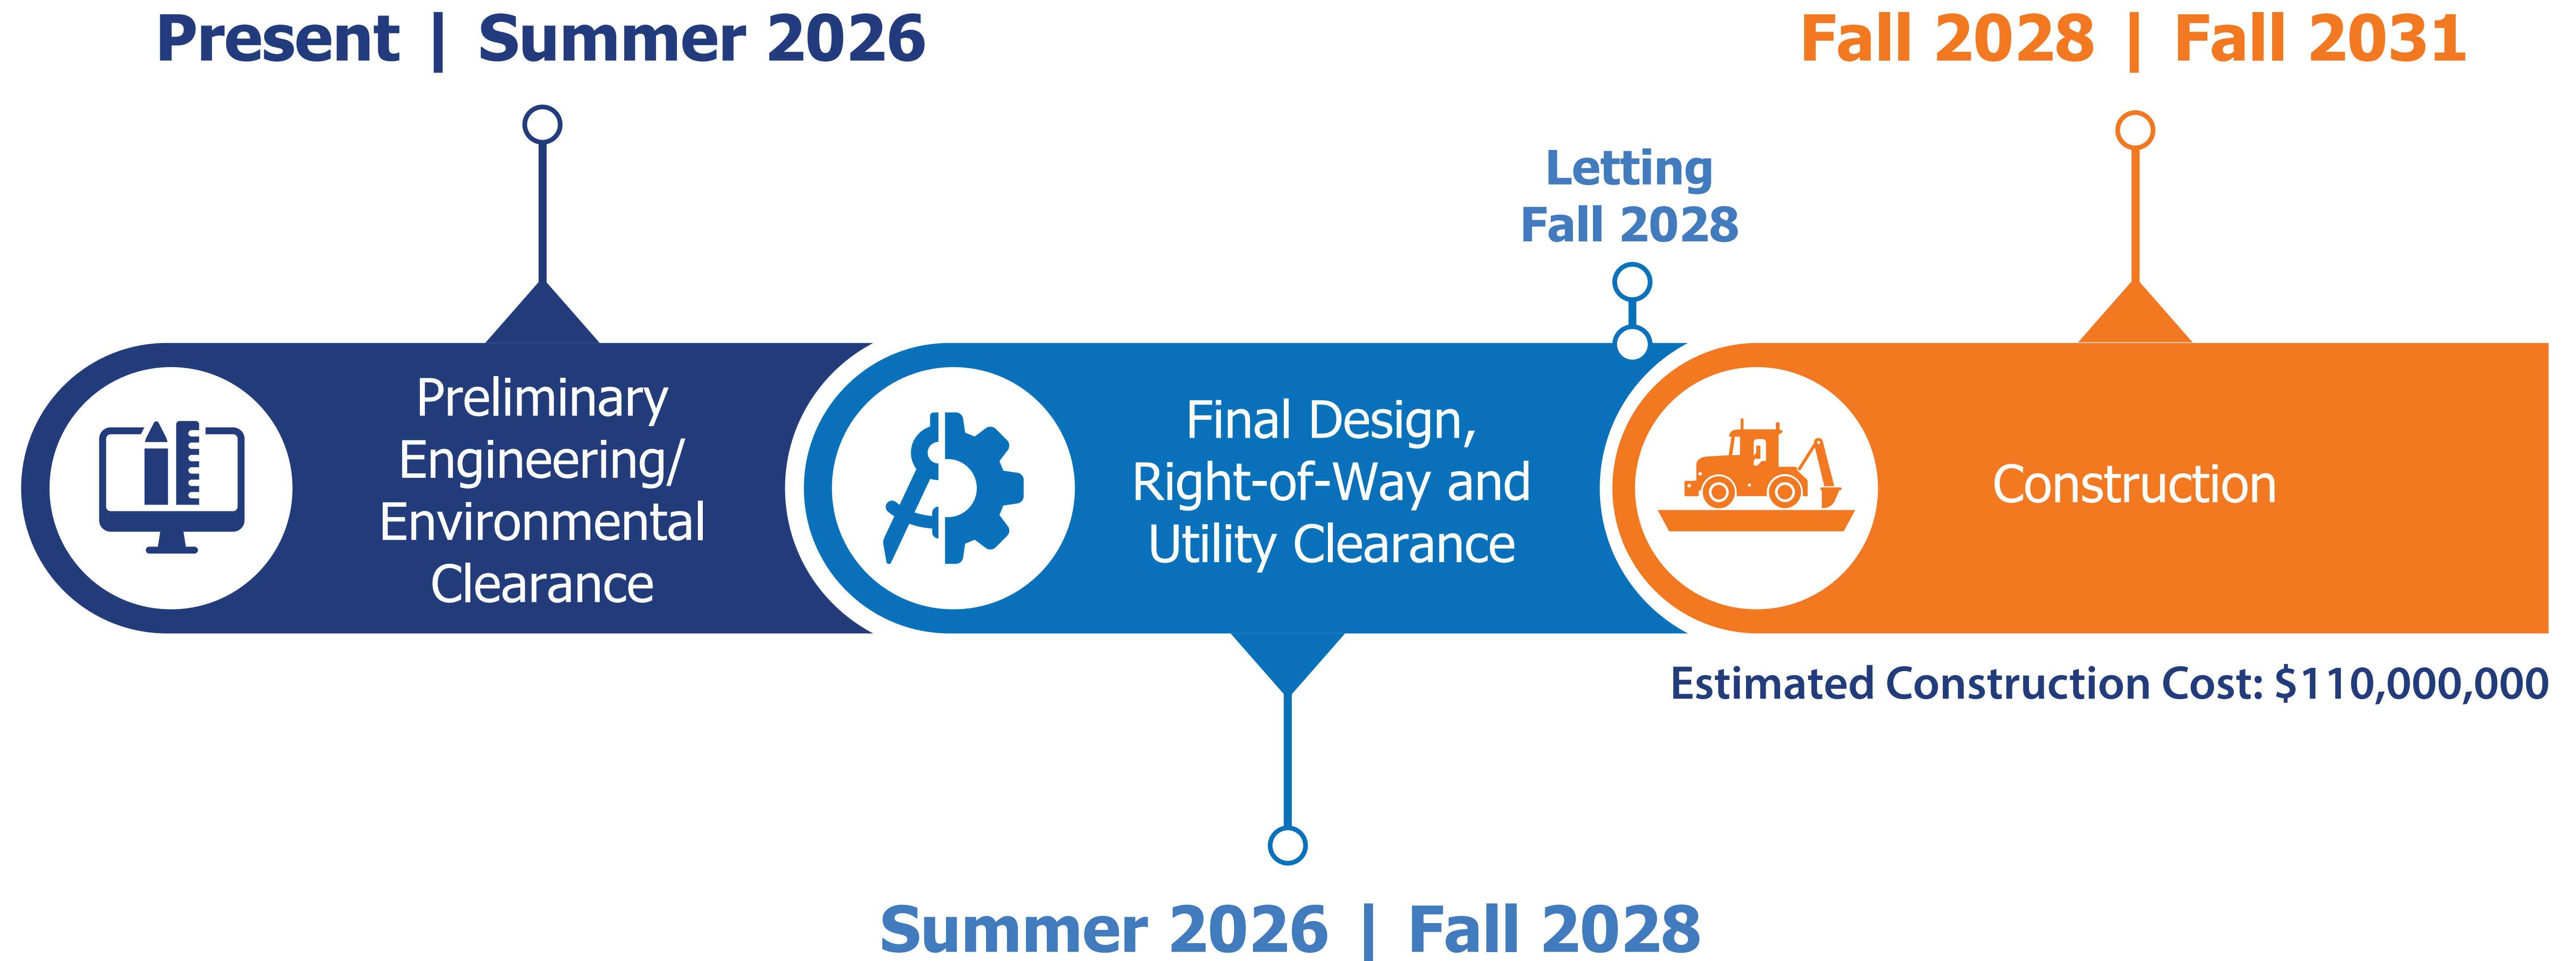 Present | Summer 2026
Fall 2028 | Fall 2031
Letting
Fall 2028
Preliminary
Engineering/
Environmental
Clearance
Final Design,
Right-of-Way and
Utility Clearance
Construction
Estimated Construction Cost: $110,000,000
Summer 2026 | Fall 2028